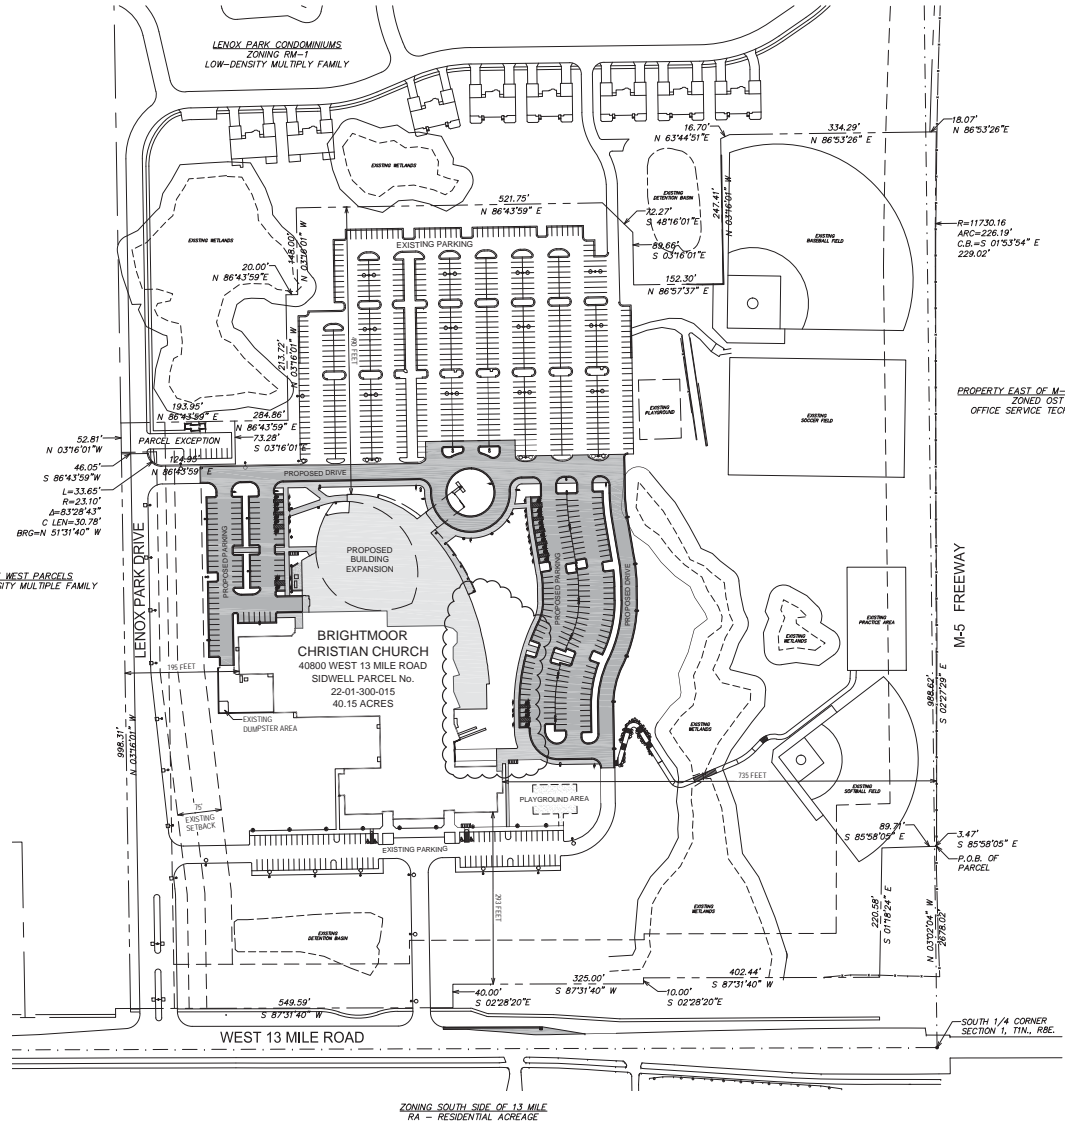 LENOX PARK CONDOMINIUMS
ZONING RM-1
LOW-DENSITY MULTIPLY FAMILY
16.70'
N 63°44'51"E
334.29'
N 86°53'26" E
18.07'
N 86°53'26"E
EXISTING WETLANDS
EXISTING
DETENTION BASIN
247.41'
N 03°16'01" W
521.75'
N 86°43'59" E
72.27'
S 48°16'01"E
89.66'
S 03°16'01"E
152.30'
N 86°57'37" E
R=11730.16
ARC=226.19'
C.B.=S 01°53'54" E
229.02'
EXISTING
BASEBALL FIELD
EXISTING WETLANDS
148.00'
N 03°16'01" W
EXISTING PARKING
20.00'
N 86°43'59"E
213.72'
N 03°16'01" W
490 FEET
EXISTING
PLAYGROUND
EXISTING
SOCCER FIELD
PROPERTY EAST OF M-
ZONED OST
OFFICE SERVICE TECH
193.95'
N 86°43'59" E
284.86'
N 86°43'59" E
73.28'
S 03°16'01"E
PARCEL EXCEPTION
124.95'
N 86°43'59" E
52.81'
N 03°16'01"W
46.05'
S 86°43'59"W
L=33.65'
R=23.10'
Δ=83°28'43"
C LEN=30.78'
BRG=N 51°31'40" W
PROPOSED DRIVE
WEST PARCELS
SITY MULTIPLE FAMILY
LENOX PARK DRIVE
PROPOSED PARKING
PROPOSED
BUILDING
EXPANSION
PROPOSED PARKING
PROPOSED DRIVE
EXISTING
WETLANDS
EXISTING
PRACTICE AREA
M-5 FREEWAY
BRIGHTMOOR
CHRISTIAN CHURCH
40800 WEST 13 MILE ROAD
SIDWELL PARCEL No.
22-01-300-015
40.15 ACRES
195 FEET
EXISTING
DUMPSTER AREA
998.31'
N 03°16'01" W
988.62'
S 02°27'29" E
EXISTING
WETLANDS
735 FEET
EXISTING
SOFTBALL FIELD
75'
EXISTING
SETBACK
PLAYGROUND AREA
EXISTING PARKING
89.71'
S 85°58'05" E
3.47'
S 85°58'05" E
P.O.B. OF
PARCEL
293 FEET
EXISTING
WETLANDS
220.58'
S 01°18'24" E
N 03°02'04" W
2678.02'
EXISTING
DETENTION BASIN
549.59'
S 87°31'40" W
40.00'
S 02°28'20"E
325.00'
S 87°31'40" W
10.00'
S 02°28'20"E
402.44'
S 87°31'40" W
WEST 13 MILE ROAD
SOUTH 1/4 CORNER
SECTION 1, T1N., R8E.
ZONING SOUTH SIDE OF 13 MILE
RA - RESIDENTIAL ACREAGE